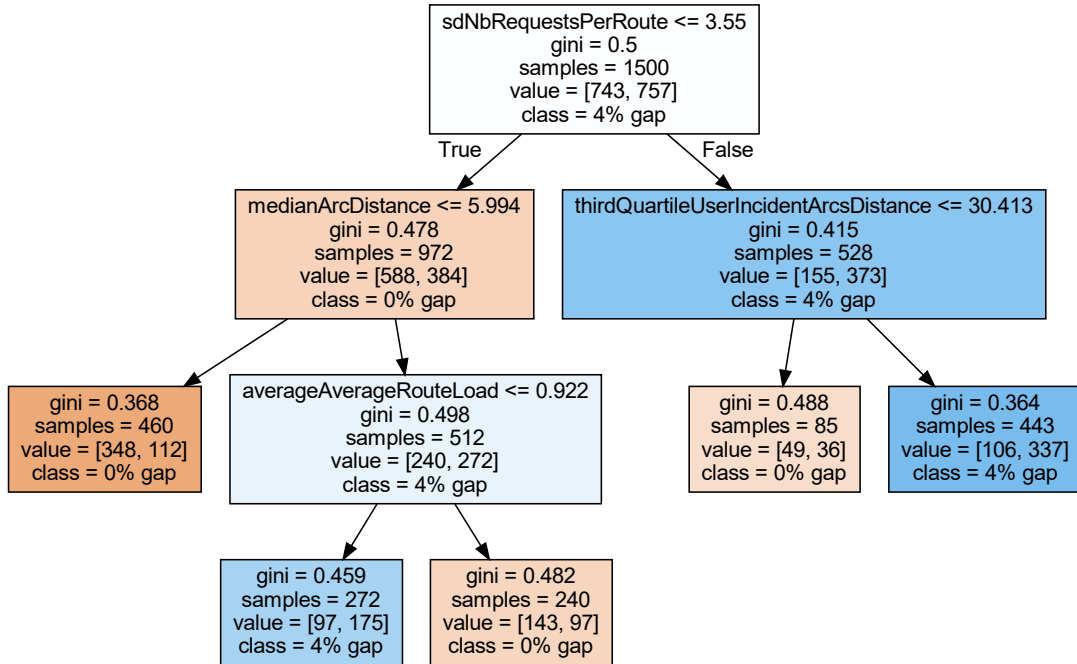 sdNbRequestsPerRoute <= 3.55
gini = 0.5
samples = 1500
value = [743, 757]
class = 4% gap
True
False
medianArcDistance <= 5.994
gini = 0.478
samples = 972
value = [588, 384]
class = 0% gap
thirdQuartileUserIncidentArcsDistance <= 30.413
gini = 0.415
samples = 528
value = [155, 373]
class = 4% gap
gini = 0.368
samples = 460
value = [348, 112]
class = 0% gap
averageAverageRouteLoad <= 0.922
gini = 0.498
samples = 512
value = [240, 272]
class = 4% gap
gini = 0.488
samples = 85
value = [49, 36]
class = 0% gap
gini = 0.364
samples = 443
value = [106, 337]
class = 4% gap
gini = 0.459
samples = 272
value = [97, 175]
class = 4% gap
gini = 0.482
samples = 240
value = [143, 97]
class = 0% gap